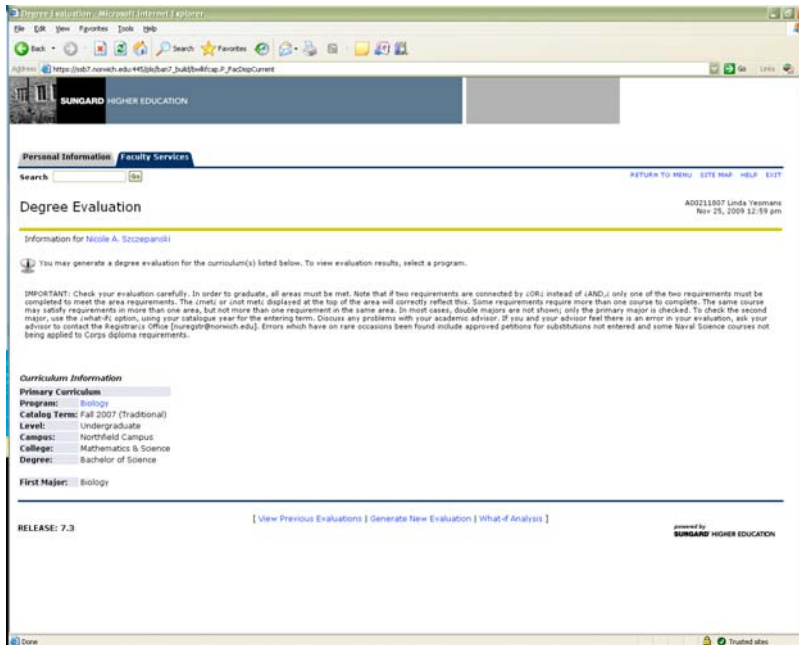 Degree Evaluation - Microsoft Internet Explorer
File Edit View Favorites Tools Help
Back Search Favorites
Address https://ssb7.norwich.edu:445/pls/ban7_build/bwlkfcap.P_FacDispCurrent Go Links
SUNGARD HIGHER EDUCATION
Personal Information Faculty Services
Search Go RETURN TO MENU SITE MAP HELP EXIT
Degree Evaluation
A00211807 Linda Yeomans
Nov 25, 2009 12:59 pm
Information for Nicole A. Szczepanski
You may generate a degree evaluation for the curriculum(s) listed below. To view evaluation results, select a program.
IMPORTANT: Check your evaluation carefully. In order to graduate, all areas must be met. Note that if two requirements are connected by ¿OR¿ instead of ¿AND,¿ only one of the two requirements must be
completed to meet the area requirements. The ¿met¿ or ¿not met¿ displayed at the top of the area will correctly reflect this. Some requirements require more than one course to complete. The same course
may satisfy requirements in more than one area, but not more than one requirement in the same area. In most cases, double majors are not shown; only the primary major is checked. To check the second
major, use the ¿what-if¿ option, using your catalogue year for the entering term. Discuss any problems with your academic advisor. If you and your advisor feel there is an error in your evaluation, ask your
advisor to contact the Registrar¿s Office [nuregstr@norwich.edu]. Errors which have on rare occasions been found include approved petitions for substitutions not entered and some Naval Science courses not
being applied to Corps diploma requirements.
Curriculum Information
Primary Curriculum
Program: Biology
Catalog Term: Fall 2007 (Traditional)
Level: Undergraduate
Campus: Northfield Campus
College: Mathematics & Science
Degree: Bachelor of Science
First Major: Biology
[ View Previous Evaluations | Generate New Evaluation | What-if Analysis ]
RELEASE: 7.3
powered by
SUNGARD HIGHER EDUCATION
Done Trusted sites